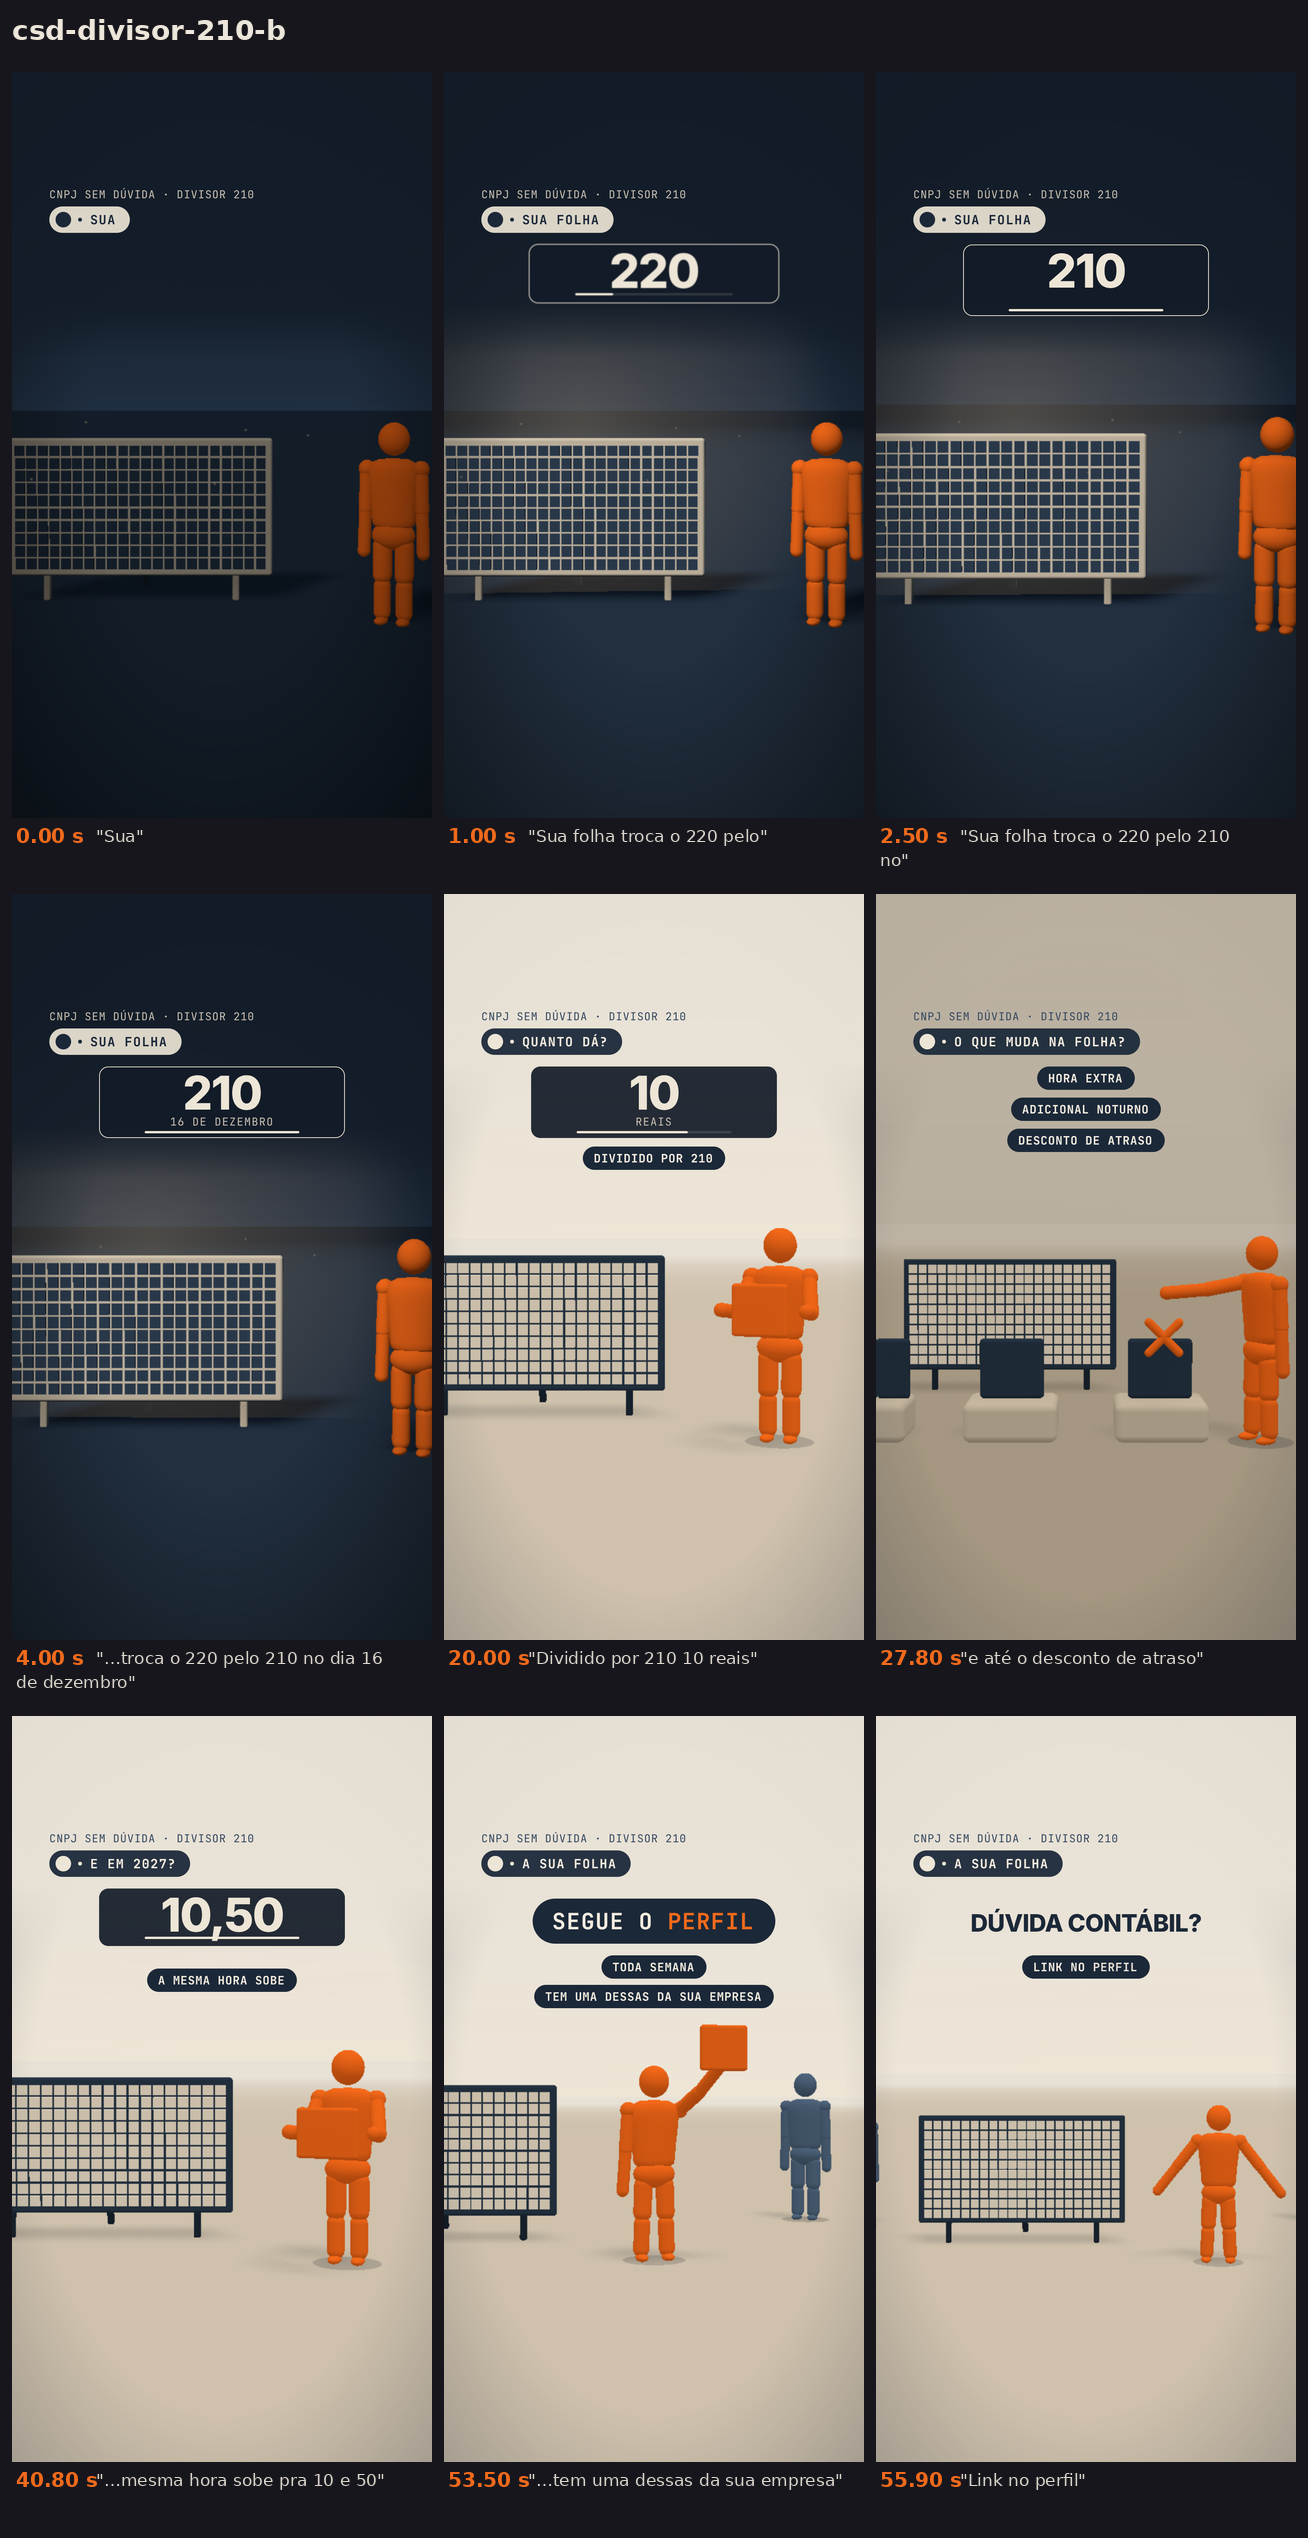 csd-divisor-210-b
CNPJ SEM DÚVIDA · DIVISOR 210
• SUA
0.00 s "Sua"
CNPJ SEM DÚVIDA · DIVISOR 210
• SUA FOLHA
220
1.00 s "Sua folha troca o 220 pelo"
CNPJ SEM DÚVIDA · DIVISOR 210
• SUA FOLHA
210
2.50 s "Sua folha troca o 220 pelo 210
no"
CNPJ SEM DÚVIDA · DIVISOR 210
• SUA FOLHA
210
16 DE DEZEMBRO
4.00 s "...troca o 220 pelo 210 no dia 16
de dezembro"
CNPJ SEM DÚVIDA · DIVISOR 210
• QUANTO DÁ?
10
REAIS
DIVIDIDO POR 210
20.00 s "Dividido por 210 10 reais"
CNPJ SEM DÚVIDA · DIVISOR 210
• O QUE MUDA NA FOLHA?
HORA EXTRA
ADICIONAL NOTURNO
DESCONTO DE ATRASO
27.80 s "e até o desconto de atraso"
CNPJ SEM DÚVIDA · DIVISOR 210
• E EM 2027?
10,50
A MESMA HORA SOBE
40.80 s "...mesma hora sobe pra 10 e 50"
CNPJ SEM DÚVIDA · DIVISOR 210
• A SUA FOLHA
SEGUE O PERFIL
TODA SEMANA
TEM UMA DESSAS DA SUA EMPRESA
53.50 s "...tem uma dessas da sua empresa"
CNPJ SEM DÚVIDA · DIVISOR 210
• A SUA FOLHA
DÚVIDA CONTÁBIL?
LINK NO PERFIL
55.90 s "Link no perfil"